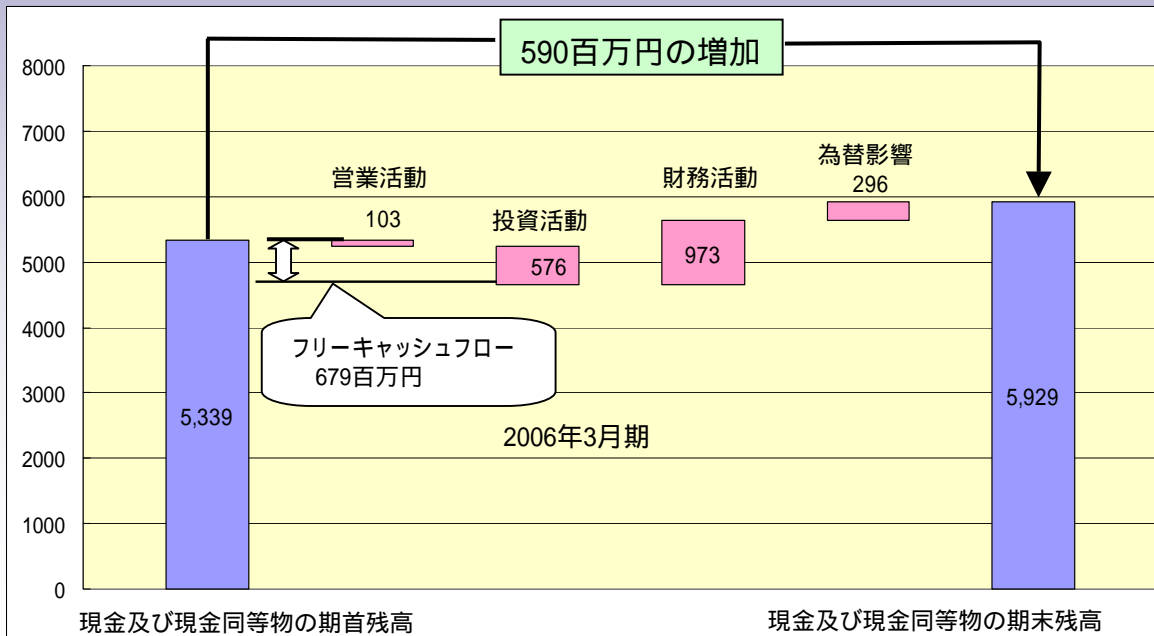 590百万円の増加
8000
7000
6000
5000
4000
3000
2000
1000
0
営業活動
103
投資活動
576
財務活動
973
為替影響
296
フリーキャッシュフロー
679百万円
5,339
5,929
2006年3月期
現金及び現金同等物の期首残高
現金及び現金同等物の期末残高